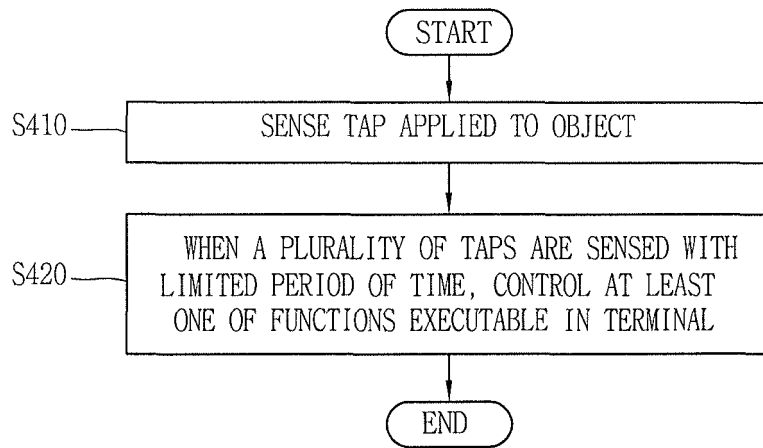 START
S410
SENSE TAP APPLIED TO OBJECT
S420
WHEN A PLURALITY OF TAPS ARE SENSED WITH
LIMITED PERIOD OF TIME, CONTROL AT LEAST
ONE OF FUNCTIONS EXECUTABLE IN TERMINAL
END